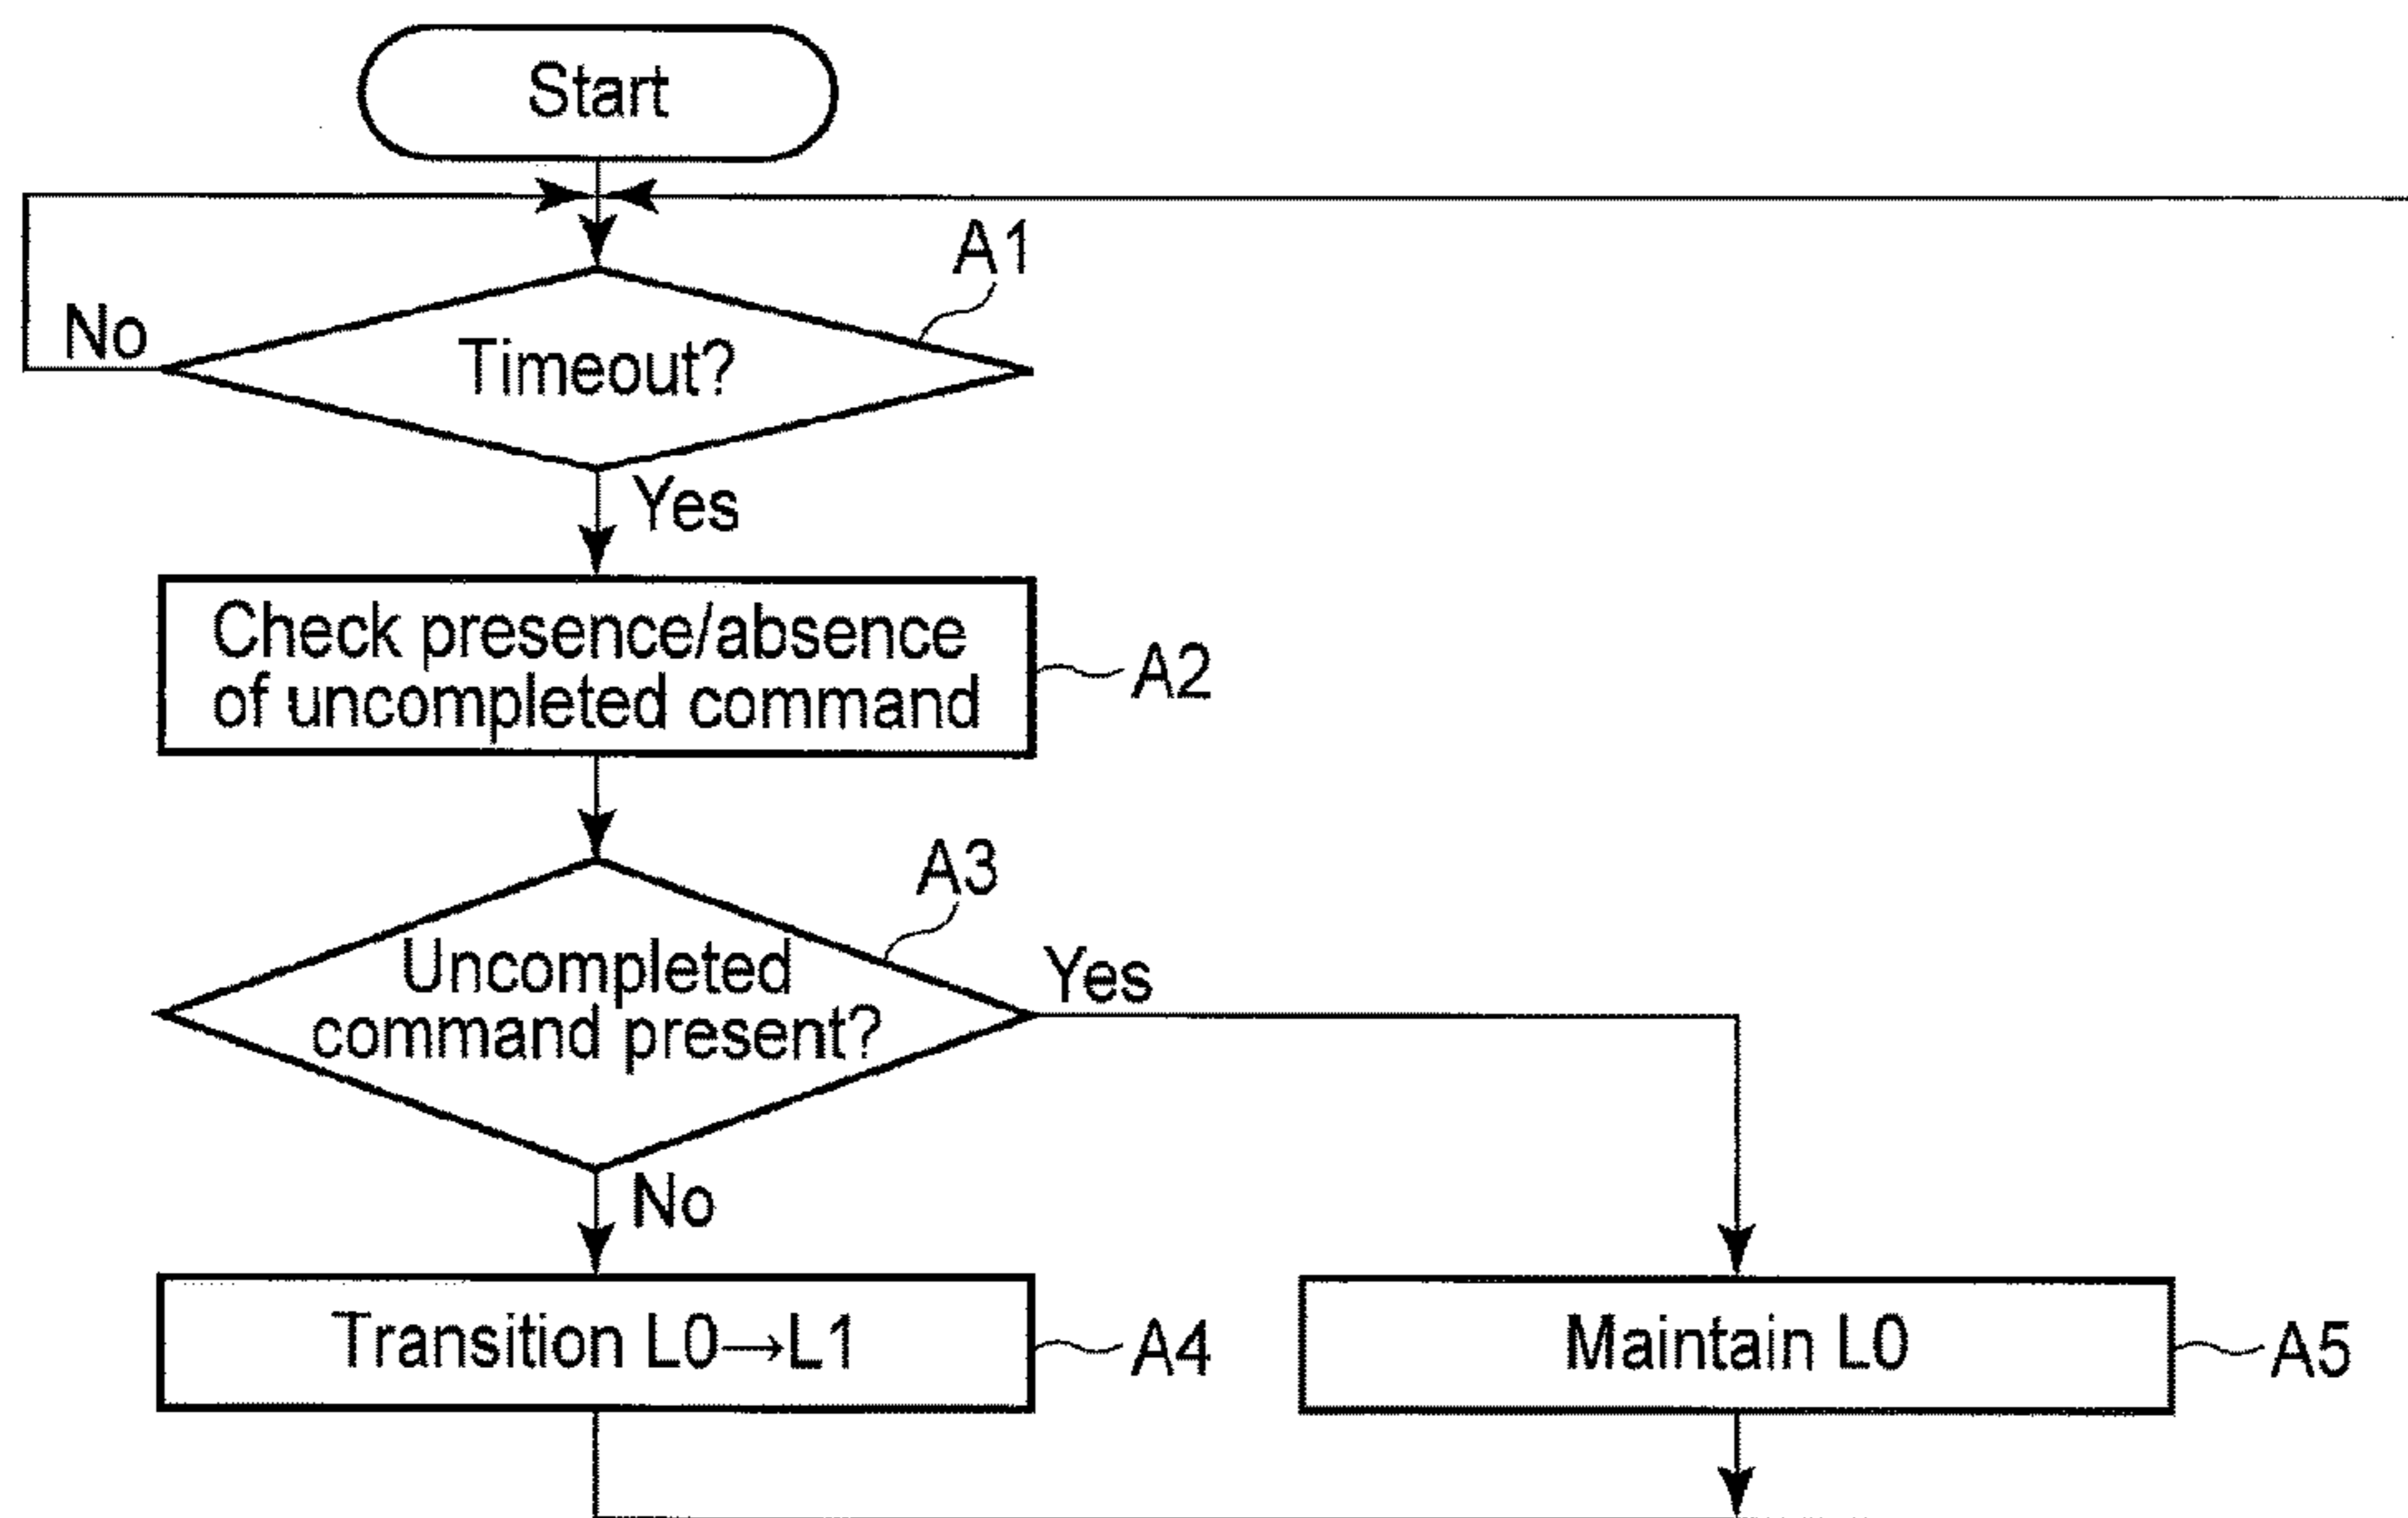 Start
A1
No
Timeout?
Yes
Check presence/absence
of uncompleted command
A2
A3
Uncompleted
command present?
Yes
No
Transition L0→L1
A4
Maintain L0
A5